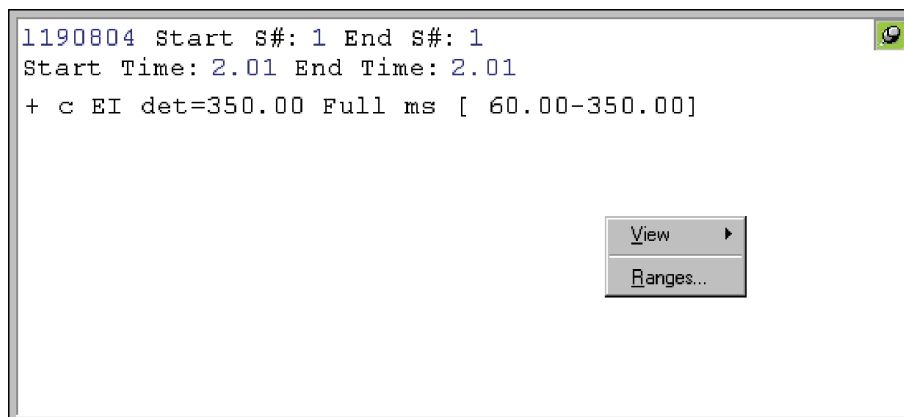 l190804 Start S#: 1 End S#: 1
Start Time: 2.01 End Time: 2.01
+ c EI det=350.00 Full ms [ 60.00-350.00]
View
Ranges...